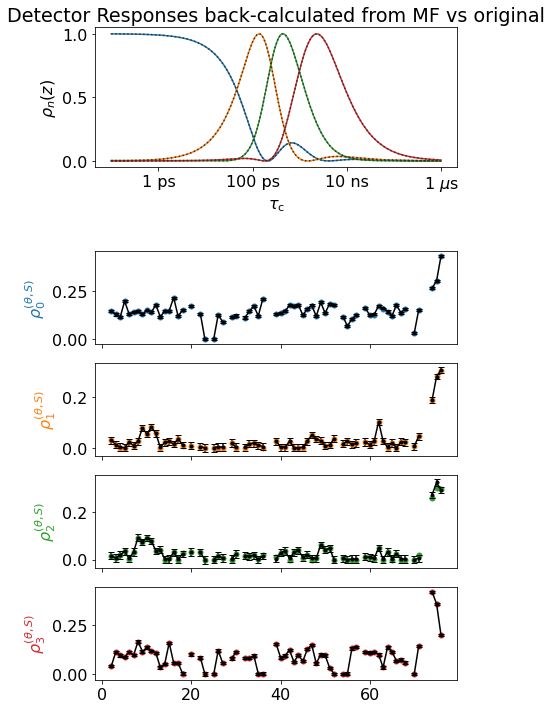 Detector Responses back-calculated from MF vs original
1.0
0.5
0.0
ρₙ(z)
1 ps
100 ps
10 ns
1 μs
τ_c
0.25
0.00
ρ₀^(θ,S)
0.2
0.0
ρ₁^(θ,S)
0.2
0.0
ρ₂^(θ,S)
0.25
0.00
ρ₃^(θ,S)
0
20
40
60